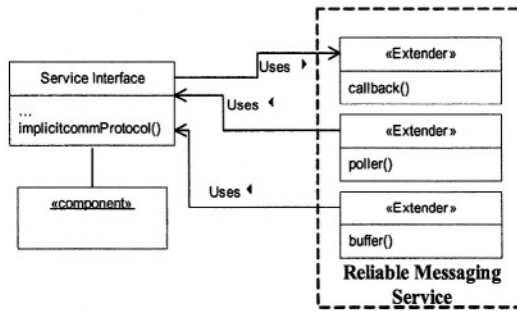 Service Interface
...
implicitcommProtocol()
«component»
Uses
Uses
Uses
«Extender»
callback()
«Extender»
poller()
«Extender»
buffer()
Reliable Messaging
Service